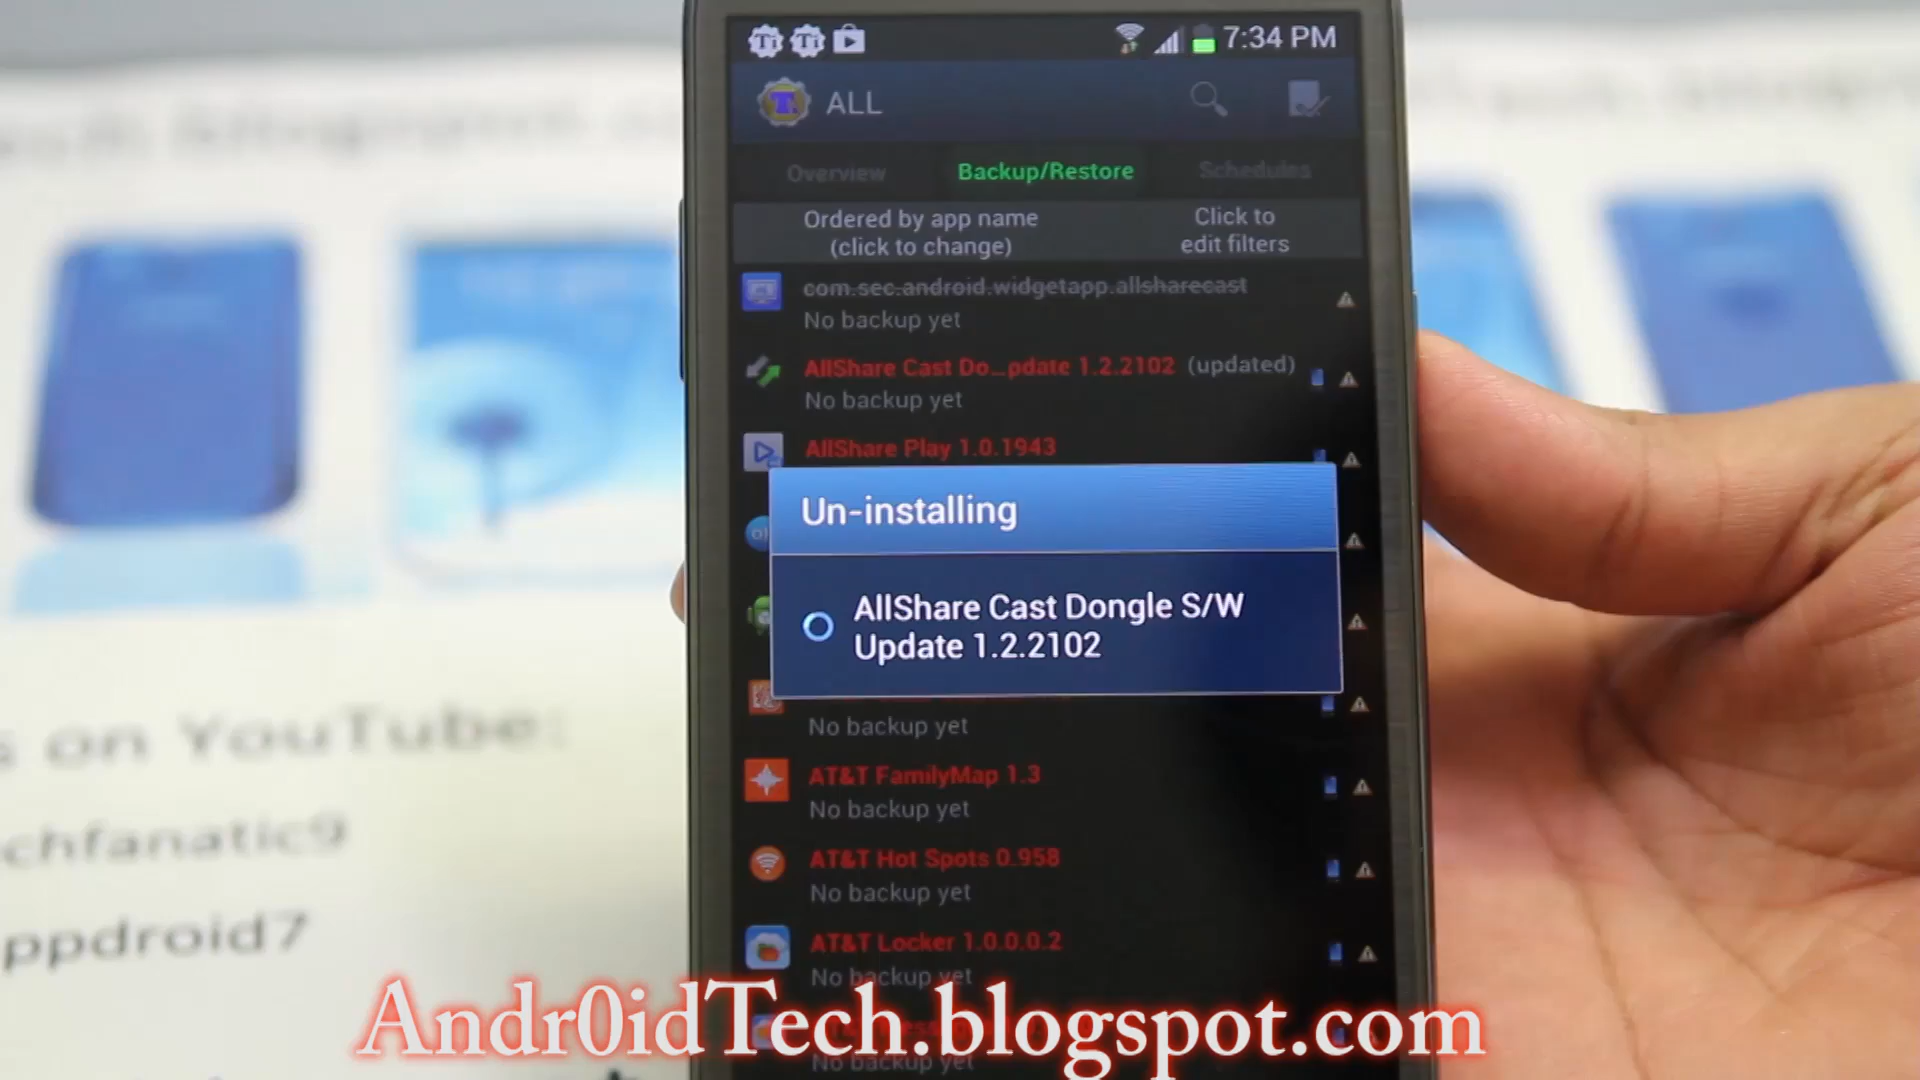 7:34 PM
ALL
Overview
Backup/Restore
Schedules
Ordered by app name
(click to change)
Click to
edit filters
com.sec.android.widgetapp.allsharecast
No backup yet
AllShare Cast Do...pdate 1.2.2102 (updated)
No backup yet
AllShare Play 1.0.1943
Un-installing
AllShare Cast Dongle S/W
Update 1.2.2102
No backup yet
AT&T FamilyMap 1.3
No backup yet
AT&T Hot Spots 0.958
No backup yet
AT&T Locker 1.0.0.0.2
No backup yet
No backup yet
s on YouTube:
chfanatic9
ppdroid7
Andr0idTech.blogspot.com